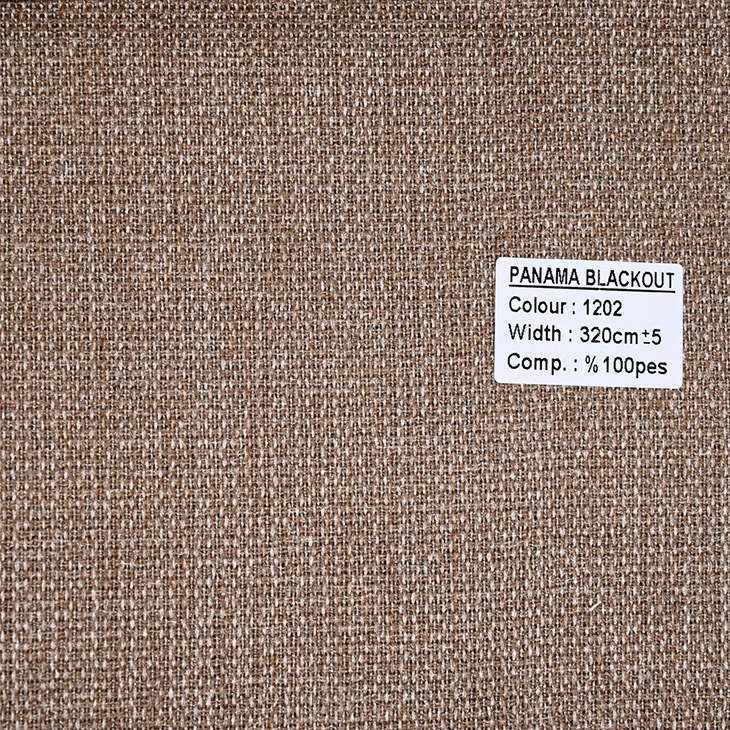 PANAMA BLACKOUT
Colour : 1202
Width : 320cm ±5
Comp. : %100pes